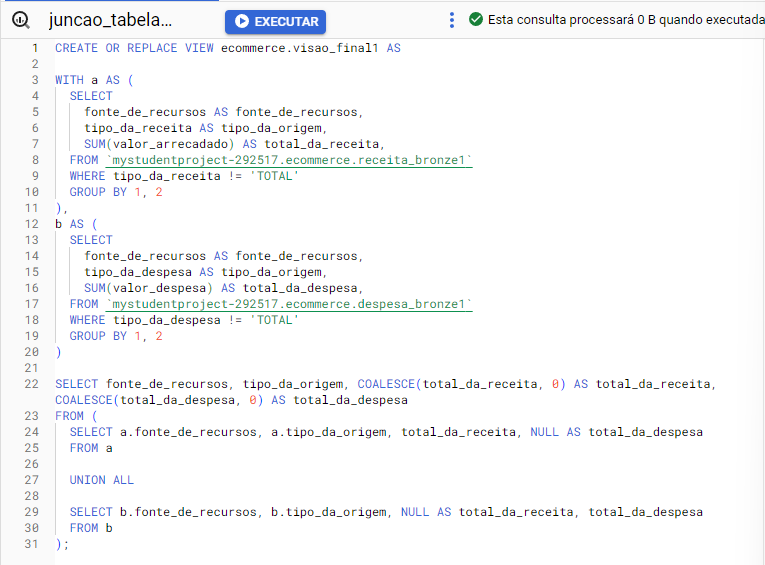 juncao_tabela...
EXECUTAR
Esta consulta processará 0 B quando executada
1 CREATE OR REPLACE VIEW ecommerce.visao_final1 AS
2
3 WITH a AS (
4 SELECT
5 fonte_de_recursos AS fonte_de_recursos,
6 tipo_da_receita AS tipo_da_origem,
7 SUM(valor_arrecadado) AS total_da_receita,
8 FROM `mystudentproject-292517.ecommerce.receita_bronze1`
9 WHERE tipo_da_receita != 'TOTAL'
10 GROUP BY 1, 2
11 ),
12 b AS (
13 SELECT
14 fonte_de_recursos AS fonte_de_recursos,
15 tipo_da_despesa AS tipo_da_origem,
16 SUM(valor_despesa) AS total_da_despesa,
17 FROM `mystudentproject-292517.ecommerce.despesa_bronze1`
18 WHERE tipo_da_despesa != 'TOTAL'
19 GROUP BY 1, 2
20 )
21
22 SELECT fonte_de_recursos, tipo_da_origem, COALESCE(total_da_receita, 0) AS total_da_receita,
COALESCE(total_da_despesa, 0) AS total_da_despesa
23 FROM (
24 SELECT a.fonte_de_recursos, a.tipo_da_origem, total_da_receita, NULL AS total_da_despesa
25 FROM a
26
27 UNION ALL
28
29 SELECT b.fonte_de_recursos, b.tipo_da_origem, NULL AS total_da_receita, total_da_despesa
30 FROM b
31 );